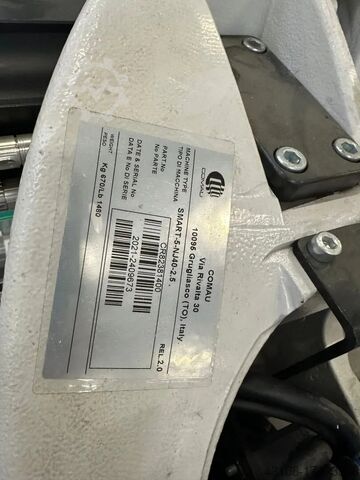 COMAU
COMAU
Via Rivalta 30
10095 Grugliasco (TO), Italy
MACHINE TYPE
TIPO DI MACCHINA
SMART-5-NJ40-2.5
REL.2.0
PART.No
No PARTE
CR82381400
DATE & SERIAL No
DATA E No DI SERIE
2021-2409573
WEIGHT
PESO
Kg 670/Lb 1480